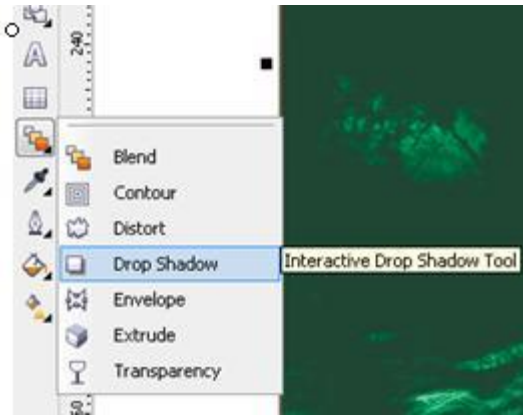 240
Blend
Contour
Distort
Drop Shadow
Interactive Drop Shadow Tool
Envelope
Extrude
Transparency